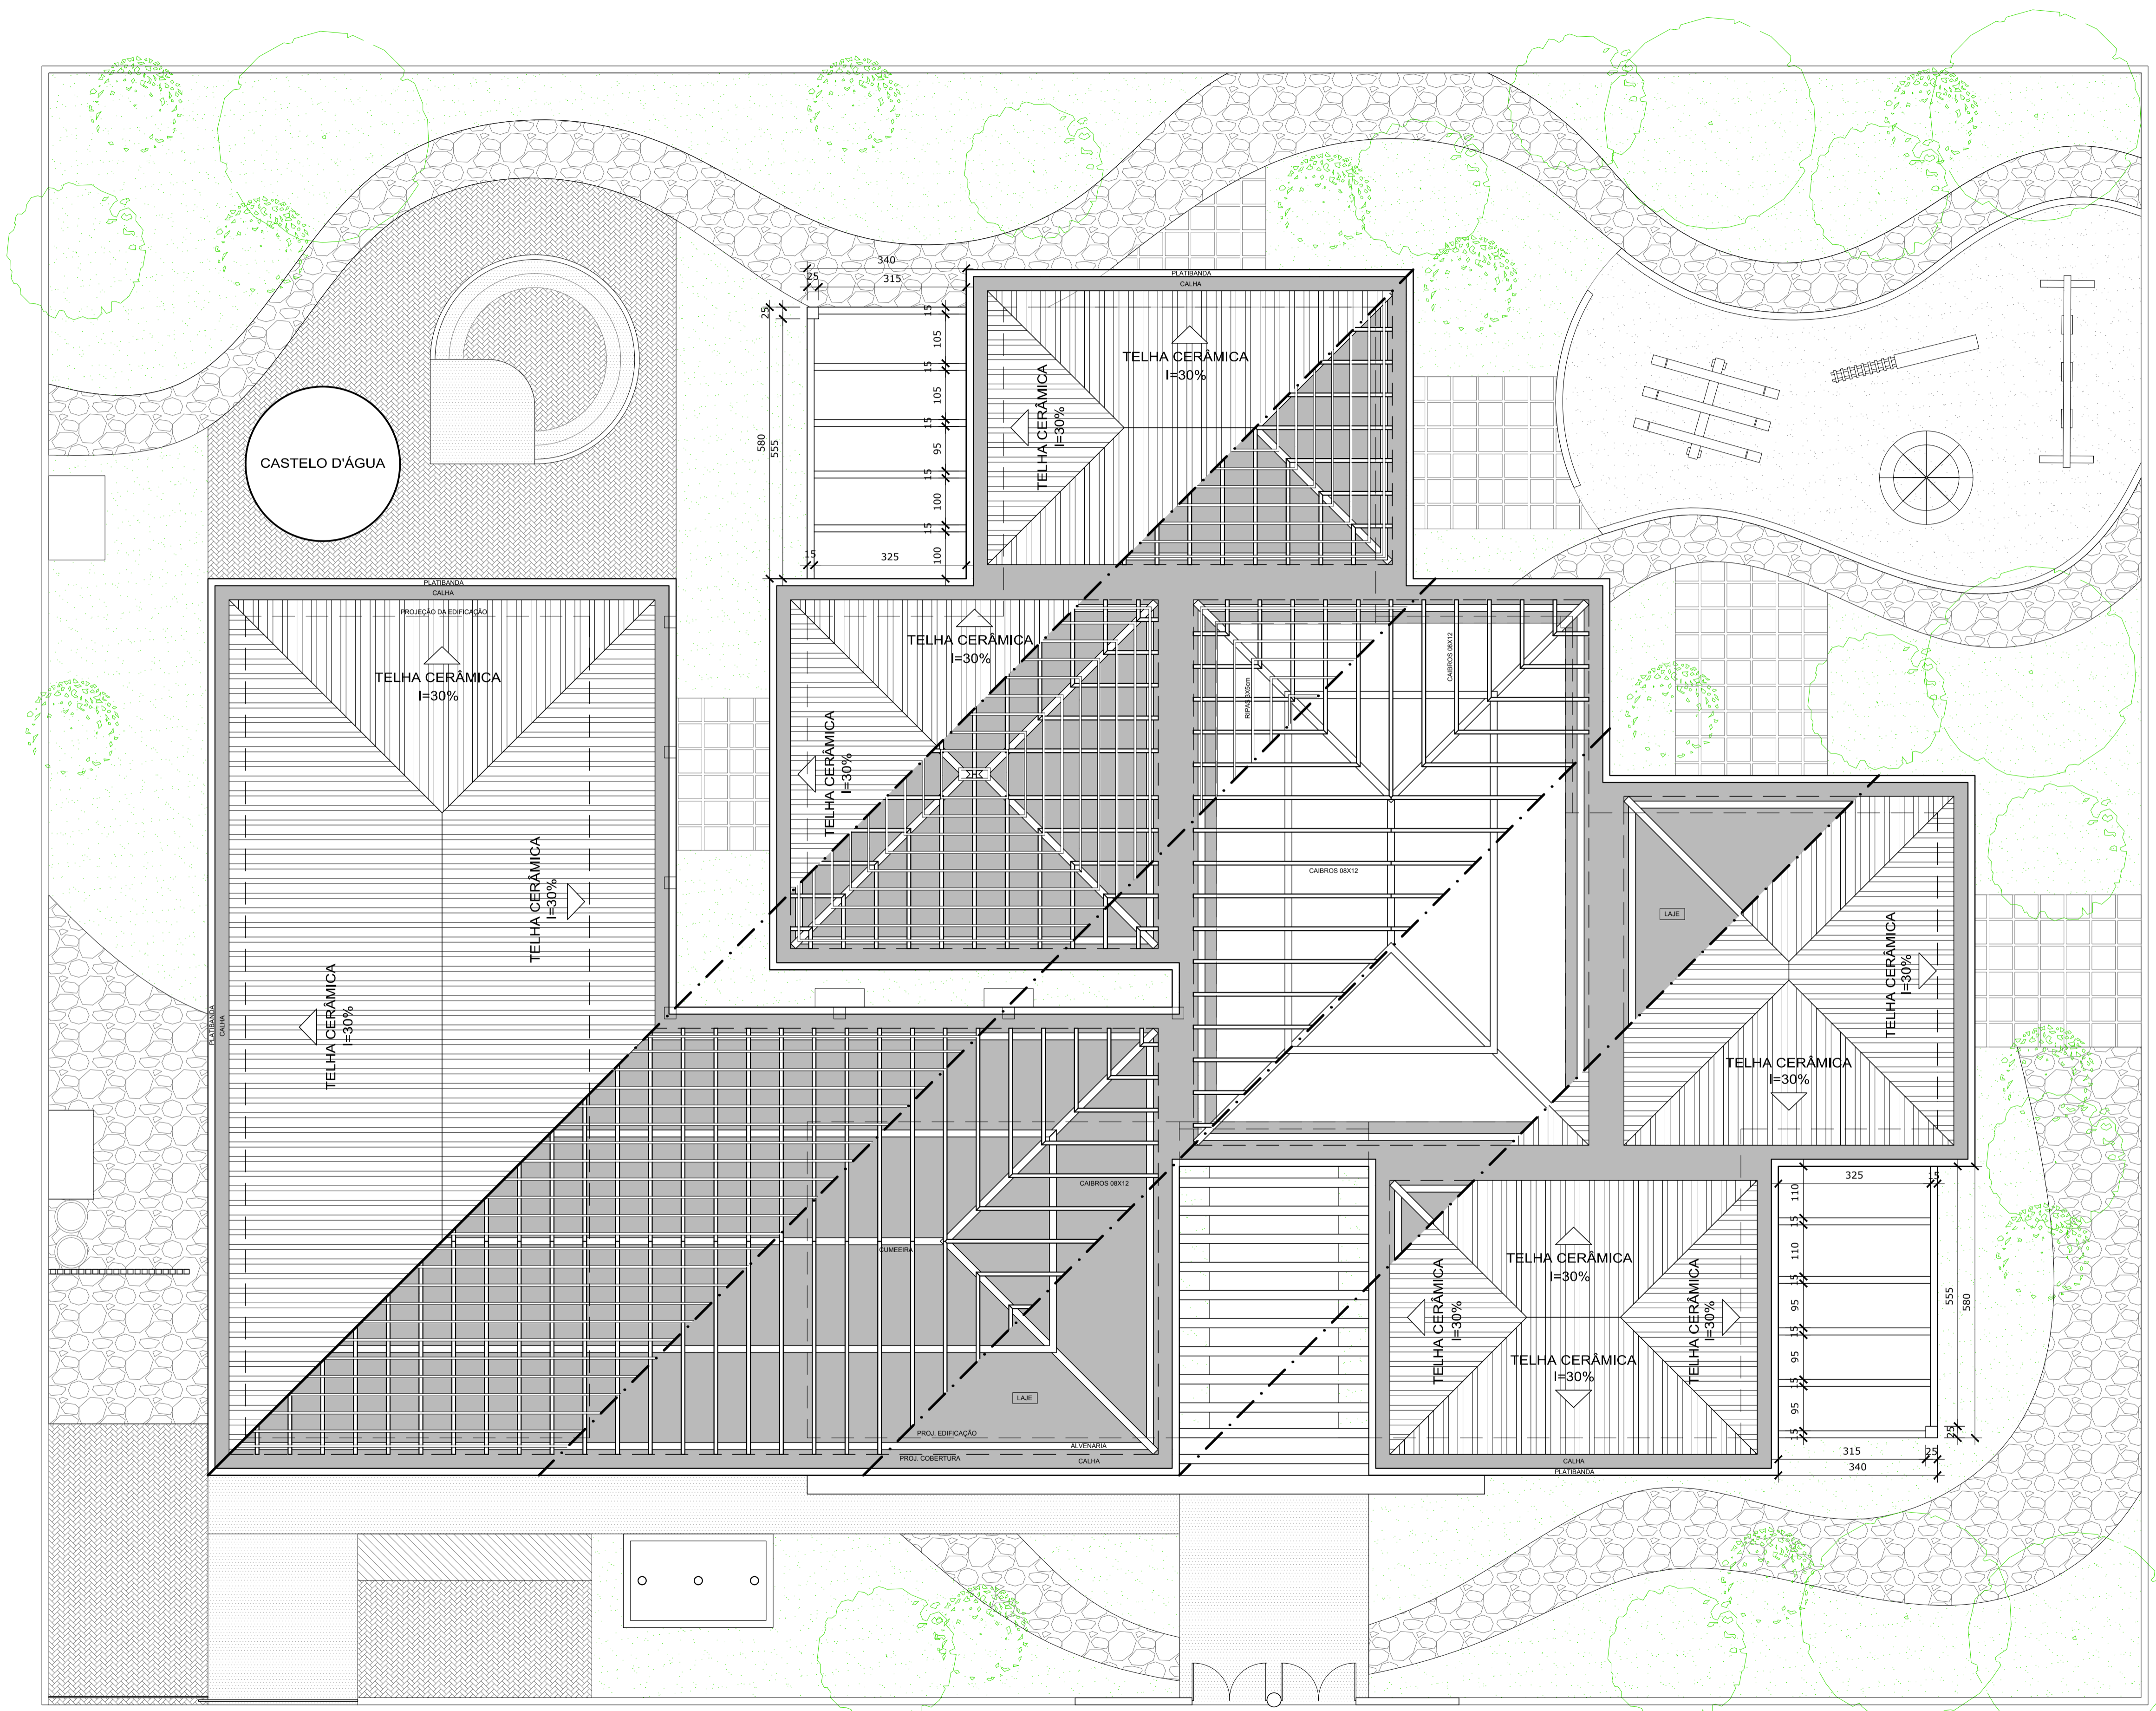 340
25
315
PLATIBANDA
CALHA
25
15
105
15
105
15
95
15
100
15
100
580
555
15
325
TELHA CERÂMICA
I=30%
TELHA CERÂMICA
I=30%
CASTELO D'ÁGUA
PLATIBANDA
CALHA
PROJEÇÃO DA EDIFICAÇÃO
TELHA CERÂMICA
I=30%
TELHA CERÂMICA
I=30%
TELHA CERÂMICA
I=30%
PLATIBANDA
CALHA
TELHA CERÂMICA
I=30%
TELHA CERÂMICA
I=30%
CAIBROS 08X12
CAIBROS 08X12
LAJE
TELHA CERÂMICA
I=30%
TELHA CERÂMICA
I=30%
CAIBROS 08X12
CUMEEIRA
LAJE
PROJ. EDIFICAÇÃO
ALVENARIA
PROJ. COBERTURA
CALHA
TELHA CERÂMICA
I=30%
TELHA CERÂMICA
I=30%
TELHA CERÂMICA
I=30%
TELHA CERÂMICA
I=30%
CALHA
PLATIBANDA
325
15
110
15
110
15
95
15
95
15
95
15
555
580
25
315
25
340